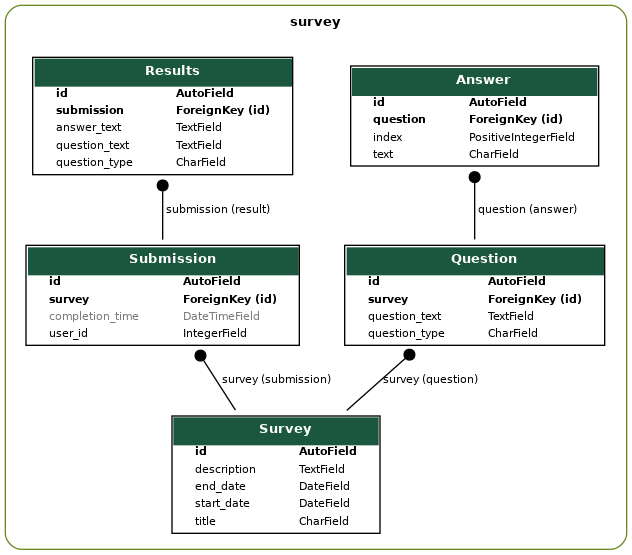 survey
Results
id AutoField
submission ForeignKey (id)
answer_text TextField
question_text TextField
question_type CharField
Answer
id AutoField
question ForeignKey (id)
index PositiveIntegerField
text CharField
submission (result)
question (answer)
Submission
id AutoField
survey ForeignKey (id)
completion_time DateTimeField
user_id IntegerField
Question
id AutoField
survey ForeignKey (id)
question_text TextField
question_type CharField
survey (submission)
survey (question)
Survey
id AutoField
description TextField
end_date DateField
start_date DateField
title CharField